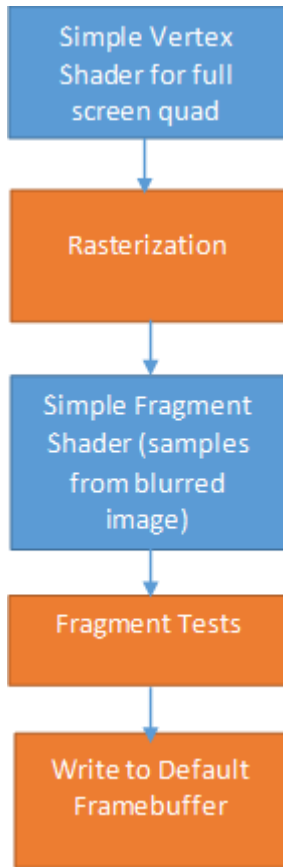 Simple Vertex
Shader for full
screen quad
Rasterization
Simple Fragment
Shader (samples
from blurred
image)
Fragment Tests
Write to Default
Framebuffer